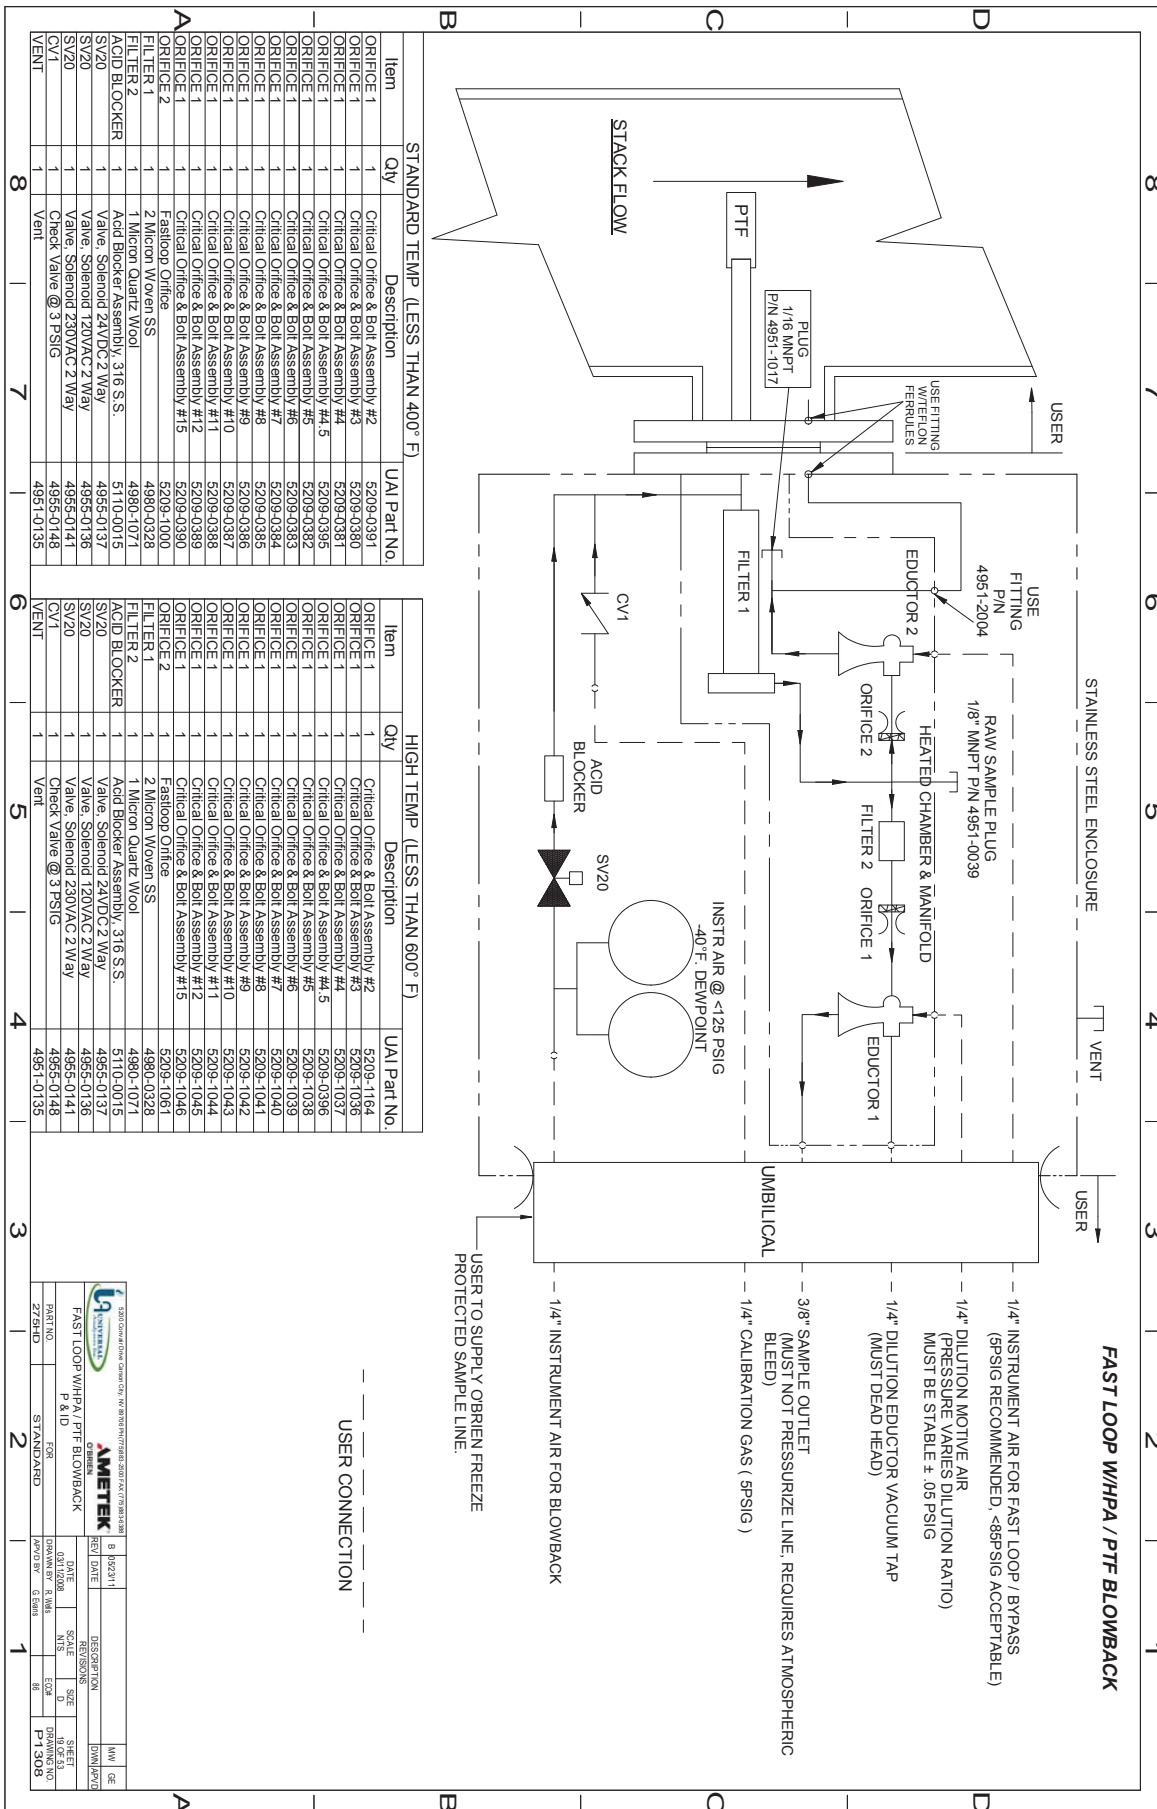 FAST LOOP W/HPA / PTF BLOWBACK
8
7
6
5
4
3
2
1
D
C
B
A
STAINLESS STEEL ENCLOSURE
VENT
USER
USER
USE
FITTING
P/N
4951-2004
RAW SAMPLE PLUG
1/8" MNPT P/N 4951-0039
USE FITTING
W/TEFLON
FERRULES
PLUG
1/16 MNPT
P/N 4951-1017
EDUCTOR 2
ORIFICE 2
HEATED CHAMBER & MANIFOLD
FILTER 2
ORIFICE 1
EDUCTOR 1
FILTER 1
PTF
STACK FLOW
CV1
ACID
BLOCKER
SV20
INSTR AIR @ <125 PSIG
-40°F. DEWPOINT
UMBILICAL
1/4" INSTRUMENT AIR FOR FAST LOOP / BYPASS
(5PSIG RECOMMENDED, <85PSIG ACCEPTABLE)
1/4" DILUTION MOTIVE AIR
(PRESSURE VARIES DILUTION RATIO)
MUST BE STABLE ± .05 PSIG
1/4" DILUTION EDUCTOR VACUUM TAP
(MUST DEAD HEAD)
3/8" SAMPLE OUTLET
(MUST NOT PRESSURIZE LINE, REQUIRES ATMOSPHERIC
BLEED)
1/4" CALIBRATION GAS ( 5PSIG )
1/4" INSTRUMENT AIR FOR BLOWBACK
USER TO SUPPLY O'BRIEN FREEZE
PROTECTED SAMPLE LINE.
USER CONNECTION
STANDARD TEMP (LESS THAN 400° F)
Item Qty Description UAI Part No.
ORIFICE 1 1 Critical Orifice & Bolt Assembly #2 5209-0391
ORIFICE 1 1 Critical Orifice & Bolt Assembly #3 5209-0380
ORIFICE 1 1 Critical Orifice & Bolt Assembly #4 5209-0381
ORIFICE 1 1 Critical Orifice & Bolt Assembly #4.5 5209-0395
ORIFICE 1 1 Critical Orifice & Bolt Assembly #5 5209-0382
ORIFICE 1 1 Critical Orifice & Bolt Assembly #6 5209-0383
ORIFICE 1 1 Critical Orifice & Bolt Assembly #7 5209-0384
ORIFICE 1 1 Critical Orifice & Bolt Assembly #8 5209-0385
ORIFICE 1 1 Critical Orifice & Bolt Assembly #9 5209-0386
ORIFICE 1 1 Critical Orifice & Bolt Assembly #10 5209-0387
ORIFICE 1 1 Critical Orifice & Bolt Assembly #11 5209-0388
ORIFICE 1 1 Critical Orifice & Bolt Assembly #12 5209-0389
ORIFICE 1 1 Critical Orifice & Bolt Assembly #15 5209-0390
ORIFICE 2 1 Fastloop Orifice 5209-1000
FILTER 1 1 2 Micron Woven SS 4980-0328
FILTER 2 1 1 Micron Quartz Wool 4980-1071
ACID BLOCKER 1 Acid Blocker Assembly, 316 S.S. 5110-0015
SV20 1 Valve, Solenoid 24VDC 2 Way 4955-0137
SV20 1 Valve, Solenoid 120VAC 2 Way 4955-0136
SV20 1 Valve, Solenoid 230VAC 2 Way 4955-0141
CV1 1 Check Valve @ 3 PSIG 4955-0148
VENT 1 Vent 4951-0135
HIGH TEMP (LESS THAN 600° F)
Item Qty Description UAI Part No.
ORIFICE 1 1 Critical Orifice & Bolt Assembly #2 5209-1164
ORIFICE 1 1 Critical Orifice & Bolt Assembly #3 5209-1036
ORIFICE 1 1 Critical Orifice & Bolt Assembly #4 5209-1037
ORIFICE 1 1 Critical Orifice & Bolt Assembly #4.5 5209-0396
ORIFICE 1 1 Critical Orifice & Bolt Assembly #5 5209-1038
ORIFICE 1 1 Critical Orifice & Bolt Assembly #6 5209-1039
ORIFICE 1 1 Critical Orifice & Bolt Assembly #7 5209-1040
ORIFICE 1 1 Critical Orifice & Bolt Assembly #8 5209-1041
ORIFICE 1 1 Critical Orifice & Bolt Assembly #9 5209-1042
ORIFICE 1 1 Critical Orifice & Bolt Assembly #10 5209-1043
ORIFICE 1 1 Critical Orifice & Bolt Assembly #11 5209-1044
ORIFICE 1 1 Critical Orifice & Bolt Assembly #12 5209-1045
ORIFICE 1 1 Critical Orifice & Bolt Assembly #15 5209-1046
ORIFICE 2 1 Fastloop Orifice 5209-1061
FILTER 1 1 2 Micron Woven SS 4980-0328
FILTER 2 1 1 Micron Quartz Wool 4980-1071
ACID BLOCKER 1 Acid Blocker Assembly, 316 S.S. 5110-0015
SV20 1 Valve, Solenoid 24VDC 2 Way 4955-0137
SV20 1 Valve, Solenoid 120VAC 2 Way 4955-0136
SV20 1 Valve, Solenoid 230VAC 2 Way 4955-0141
CV1 1 Check Valve @ 3 PSIG 4955-0148
VENT 1 Vent 4951-0135
5200 Convair Drive Carson City, NV 89706 PH (775)883-2500 FAX (775)883-6388
UNIVERSAL
AMETEK
O'BRIEN
FAST LOOP W/HPA / PTF BLOWBACK
P & ID
PART NO. FOR
275HD STANDARD
B 05/23/11 MW GE
REV DATE DESCRIPTION DWN APVD
REVISIONS
DATE SCALE SIZE SHEET
03/11/2008 NTS D 19 OF 53
DRAWN BY R. Wells ECO# DRAWING NO.
APV'D BY G.Evans 86 P1308
8
7
6
5
4
3
2
1
D
C
B
A